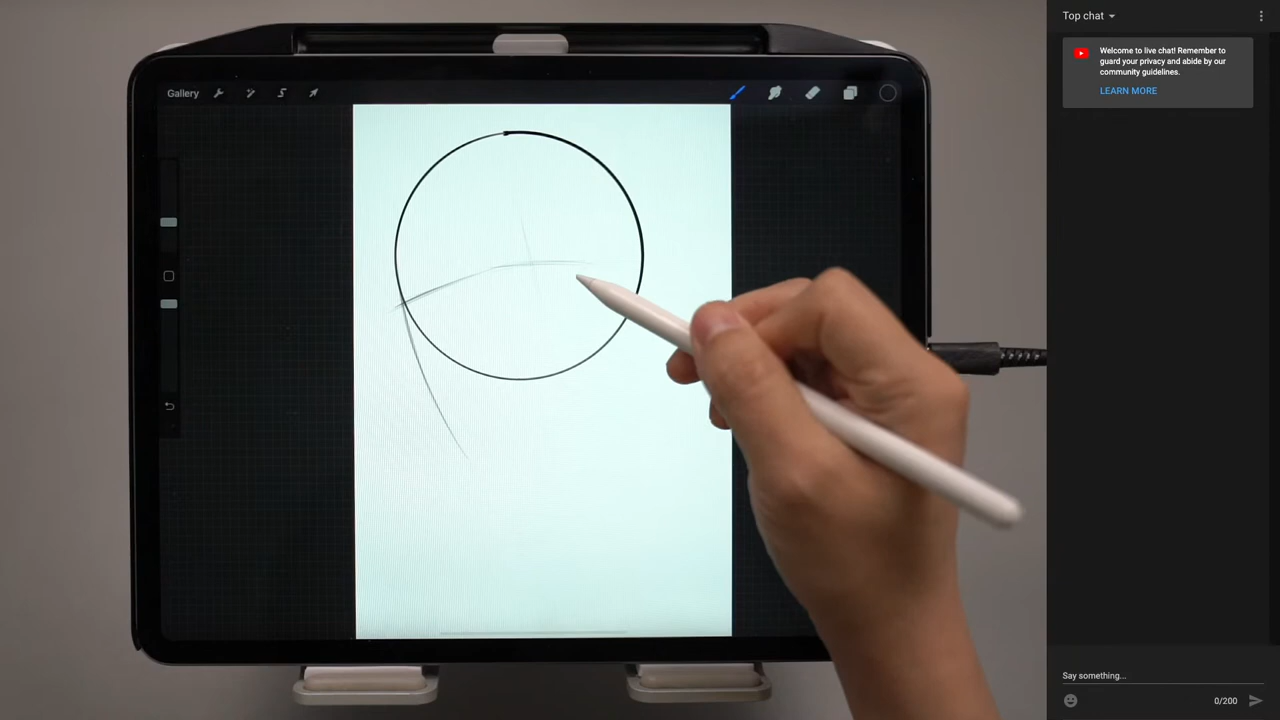 Gallery
Top chat
Welcome to live chat! Remember to
guard your privacy and abide by our
community guidelines.
LEARN MORE
Say something...
0/200